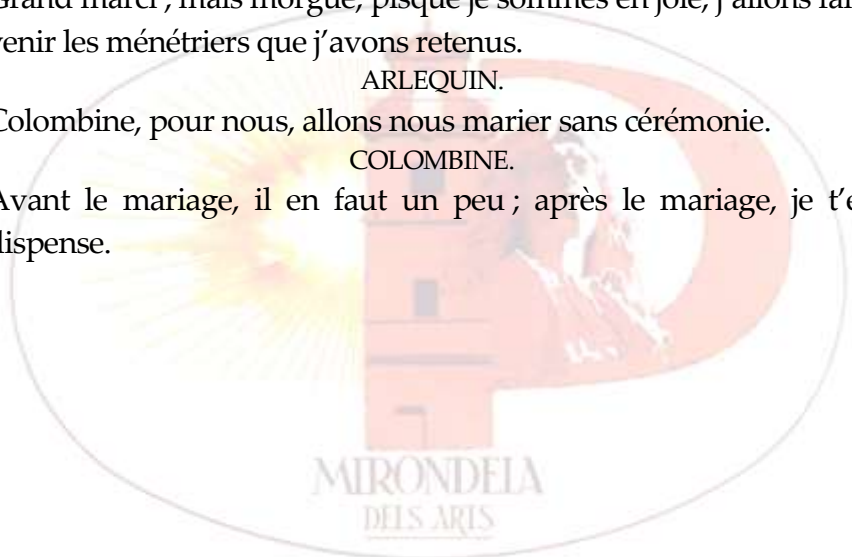 Grand marci ; mais morgué, pisque je sommes en joie, j'allons
venir les ménétriers que j'avons retenus.
ARLEQUIN.
Colombine, pour nous, allons nous marier sans cérémonie.
COLOMBINE.
Avant le mariage, il en faut un peu ; après le mariage, je
dispense.
MIRONDELA
DELS ARTS